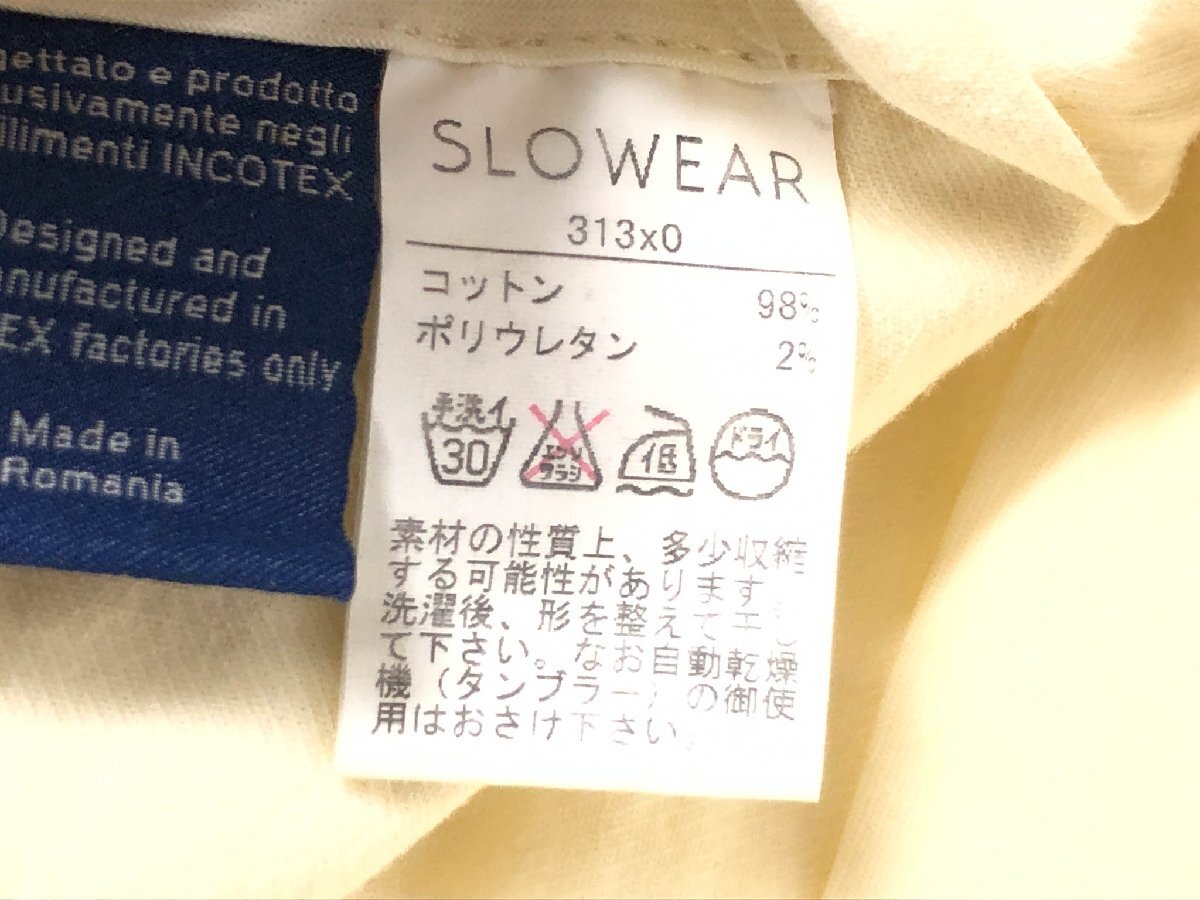 gettato e prodotto
usivamente negli
ilimenti INCOTEX
Designed and
anufactured in
EX factories only
Made in
Romania
SLOWEAR
313x0
コットン 98%
ポリウレタン 2%
手洗イ
30
エンソ
サラシ
低
ドライ
素材の性質上、多少収縮
する可能性があります。
洗濯後、形を整えて干し
て下さい。なお自動乾燥
機（タンブラー）の御使
用はおさけ下さい。